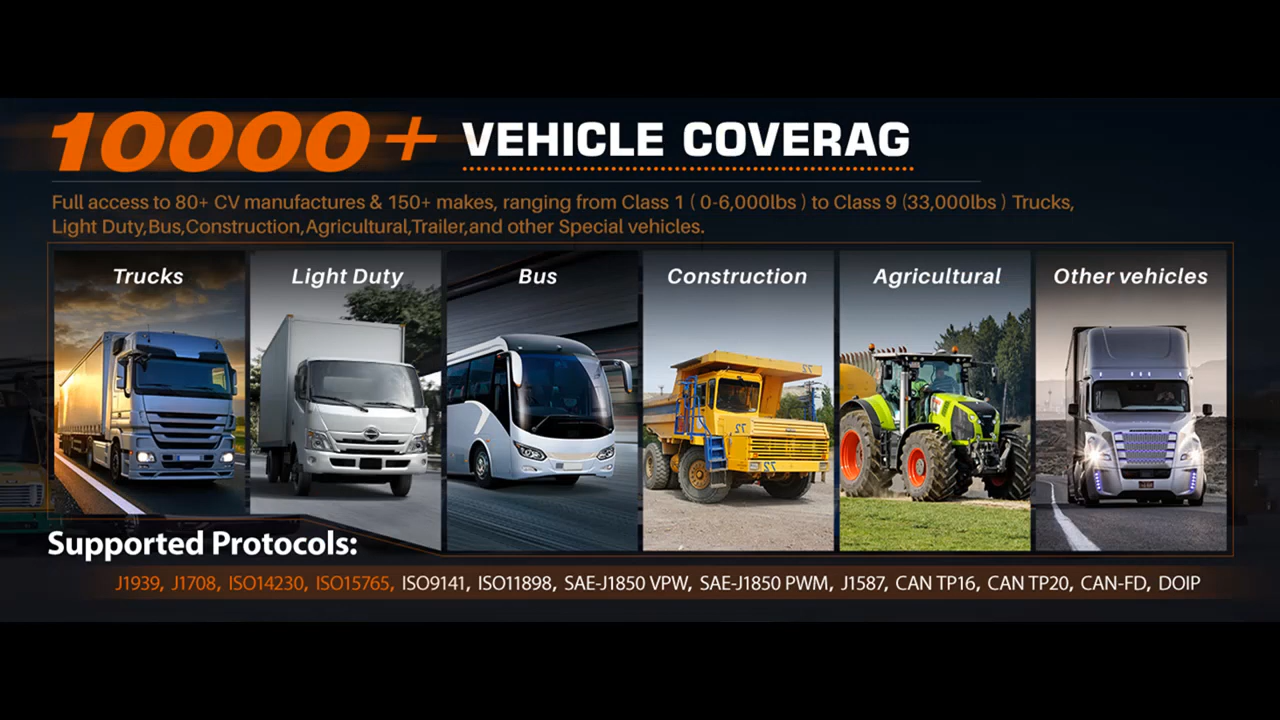 10000+ VEHICLE COVERAG
Full access to 80+ CV manufactures & 150+ makes, ranging from Class 1 ( 0-6,000lbs ) to Class 9 (33,000lbs ) Trucks,
Light Duty,Bus,Construction,Agricultural,Trailer,and other Special vehicles.
Trucks Light Duty Bus Construction Agricultural Other vehicles
Supported Protocols:
J1939, J1708, ISO14230, ISO15765, ISO9141, ISO11898, SAE-J1850 VPW, SAE-J1850 PWM, J1587, CAN TP16, CAN TP20, CAN-FD, DOIP